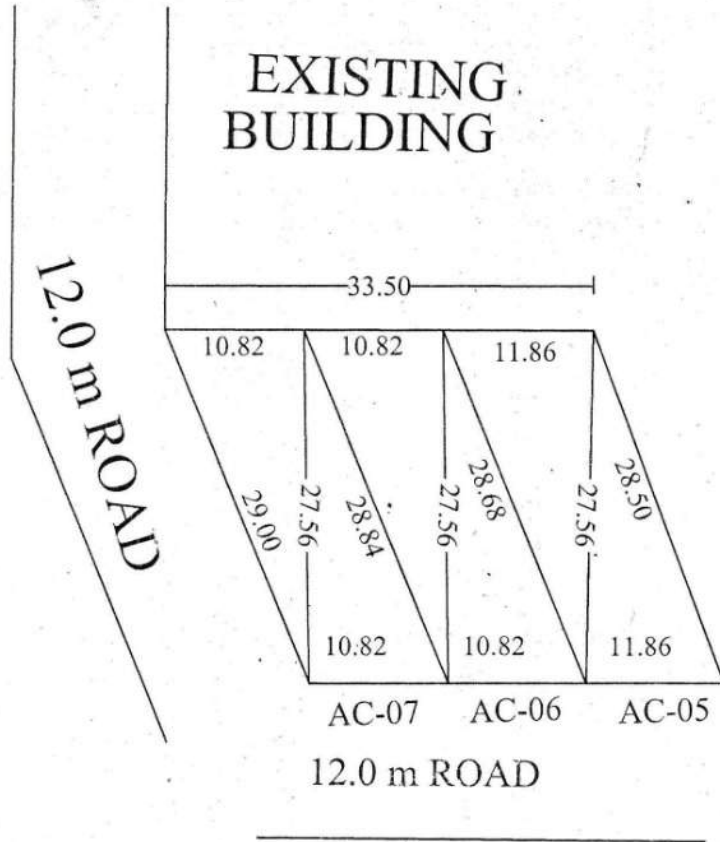 EXISTING
BUILDING
33.50
10.82
10.82
11.86
12.0 m ROAD
29.00
27.56
28.84
27.56
28.68
27.56
28.50
10.82
10.82
11.86
AC-07
AC-06
AC-05
12.0 m ROAD